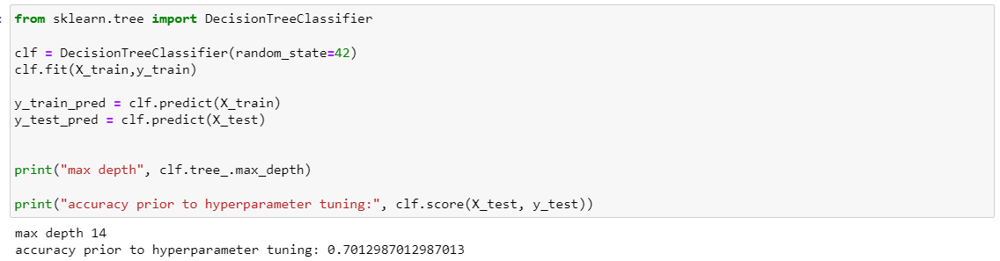 from sklearn.tree import DecisionTreeClassifier
clf = DecisionTreeClassifier(random_state=42)
clf.fit(X_train,y_train)
y_train_pred = clf.predict(X_train)
y_test_pred = clf.predict(X_test)
print("max depth", clf.tree_.max_depth)
print("accuracy prior to hyperparameter tuning:", clf.score(X_test, y_test))
max depth 14
accuracy prior to hyperparameter tuning: 0.7012987012987013